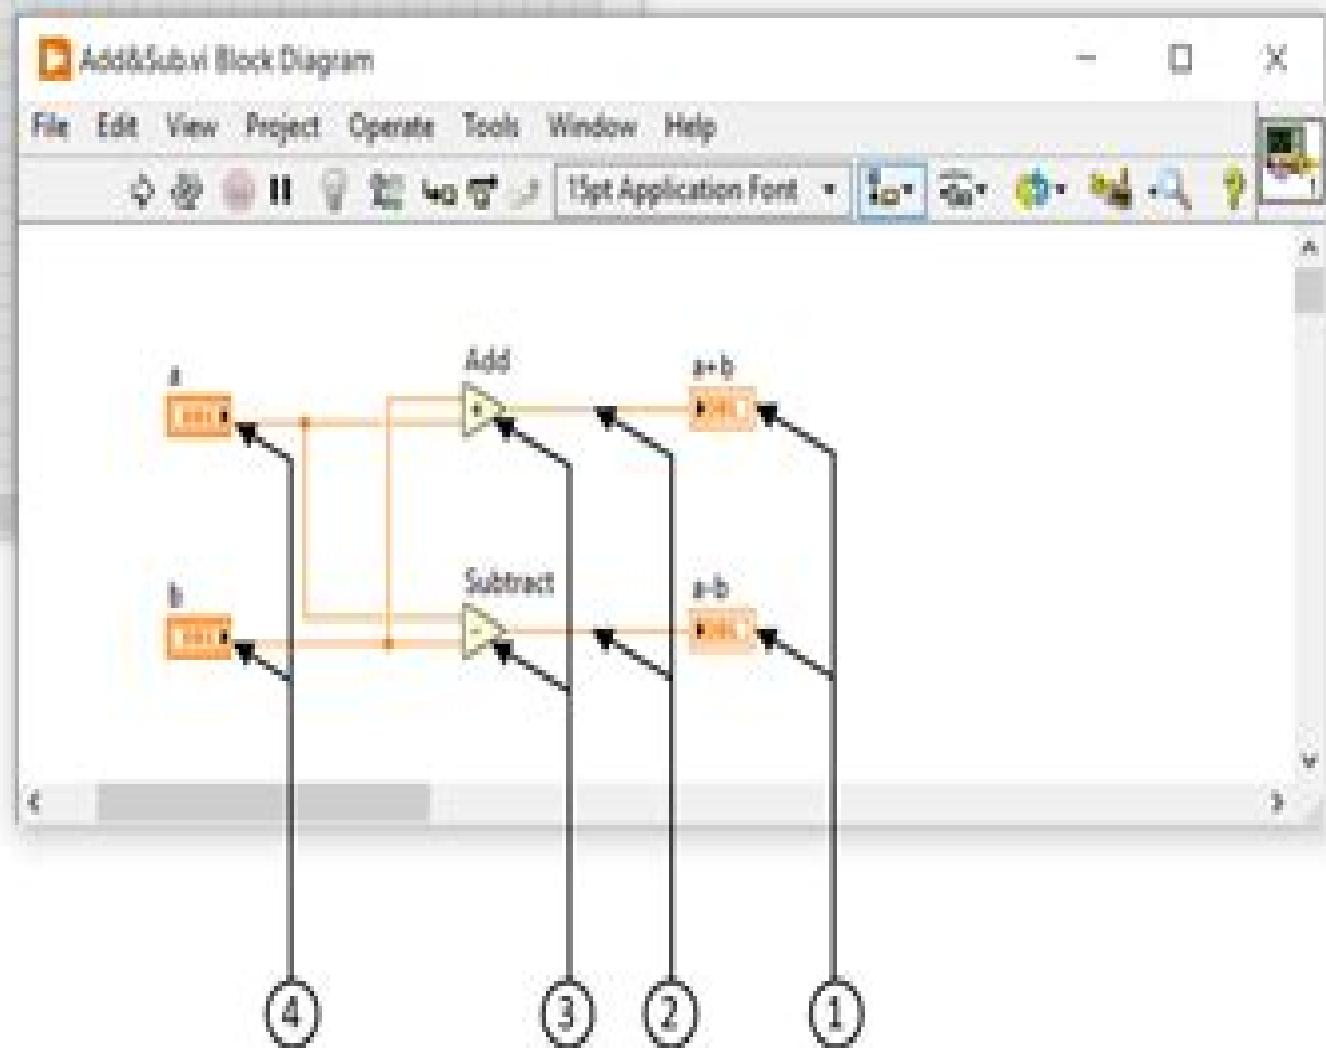 Add&Sub.vi Block Diagram
File Edit View Project Operate Tools Window Help
15pt Application Font
a
Add
a+b
b
Subtract
a-b
4 3 2 1